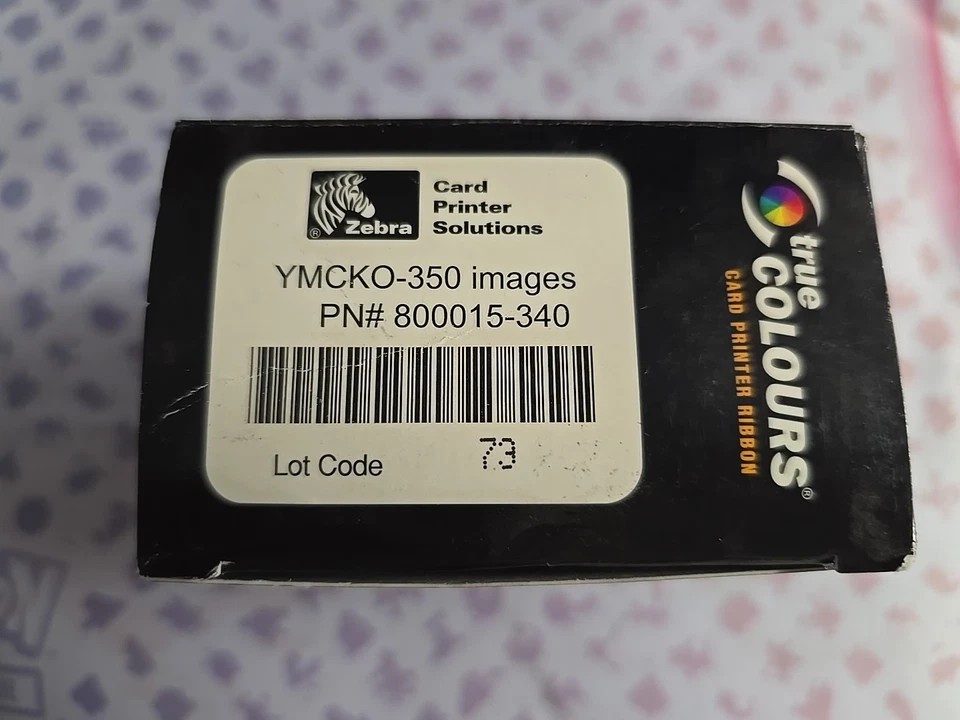 Zebra
®
Card
Printer
Solutions
YMCKO-350 images
PN# 800015-340
Lot Code
73
true
COLOURS®
CARD PRINTER RIBBON